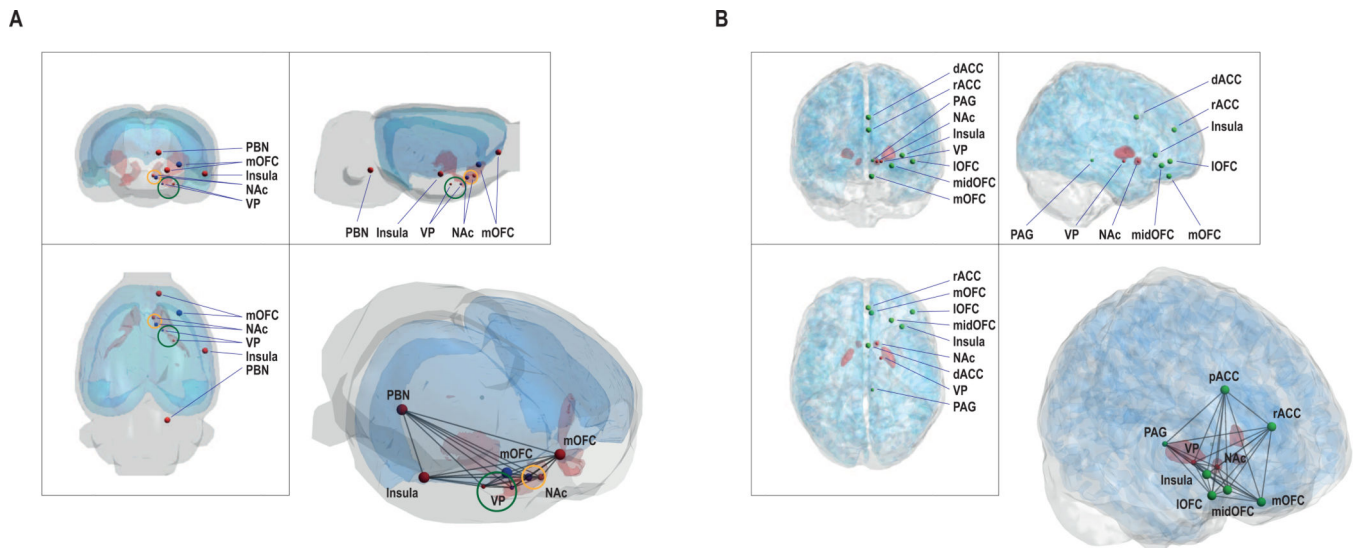 A
PBN
mOFC
Insula
NAc
VP
PBN Insula VP NAc mOFC
mOFC
NAc
VP
Insula
PBN
PBN
mOFC
mOFC
Insula
VP
NAc
B
dACC
rACC
PAG
NAc
Insula
VP
lOFC
midOFC
mOFC
dACC
rACC
Insula
lOFC
PAG VP NAc midOFC mOFC
rACC
mOFC
lOFC
midOFC
Insula
NAc
dACC
VP
PAG
pACC
rACC
PAG
VP
NAc
Insula
lOFC
midOFC
mOFC